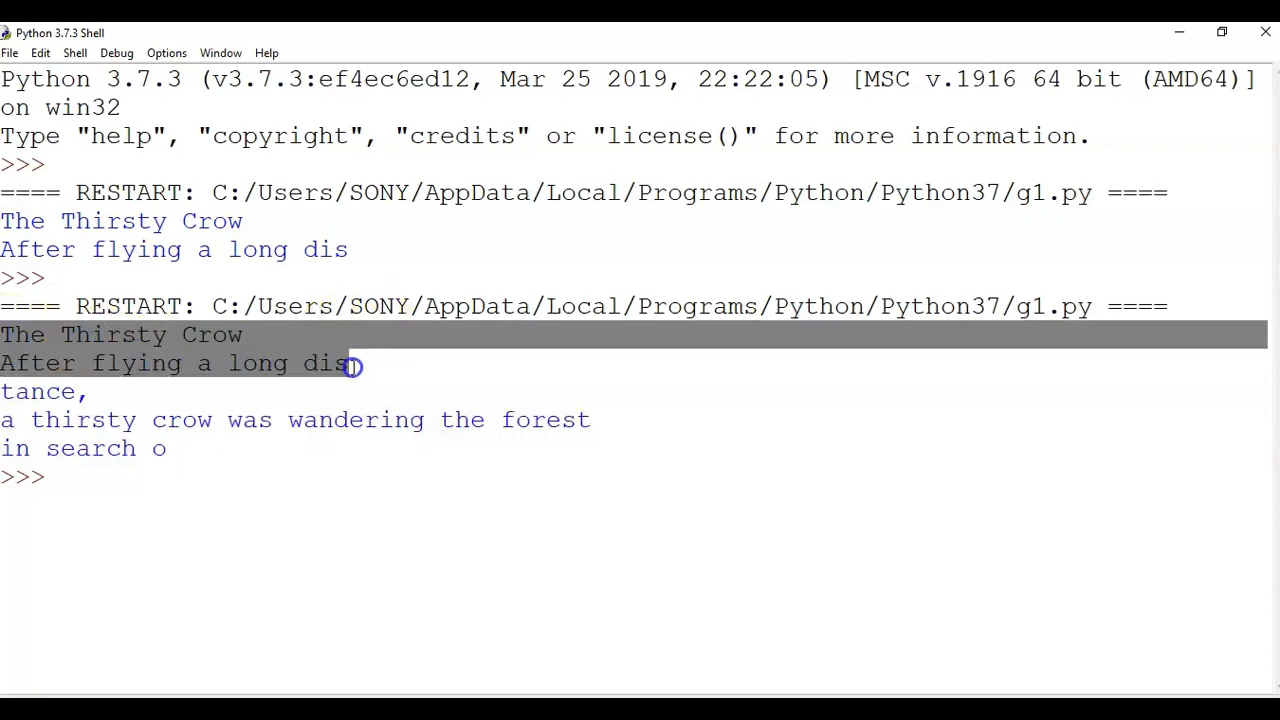 Python 3.7.3 Shell
File Edit Shell Debug Options Window Help
Python 3.7.3 (v3.7.3:ef4ec6ed12, Mar 25 2019, 22:22:05) [MSC v.1916 64 bit (AMD64)]
on win32
Type "help", "copyright", "credits" or "license()" for more information.
>>>
==== RESTART: C:/Users/SONY/AppData/Local/Programs/Python/Python37/g1.py ====
The Thirsty Crow
After flying a long dis
>>>
==== RESTART: C:/Users/SONY/AppData/Local/Programs/Python/Python37/g1.py ====
The Thirsty Crow
After flying a long dis
tance,
a thirsty crow was wandering the forest
in search o
>>>